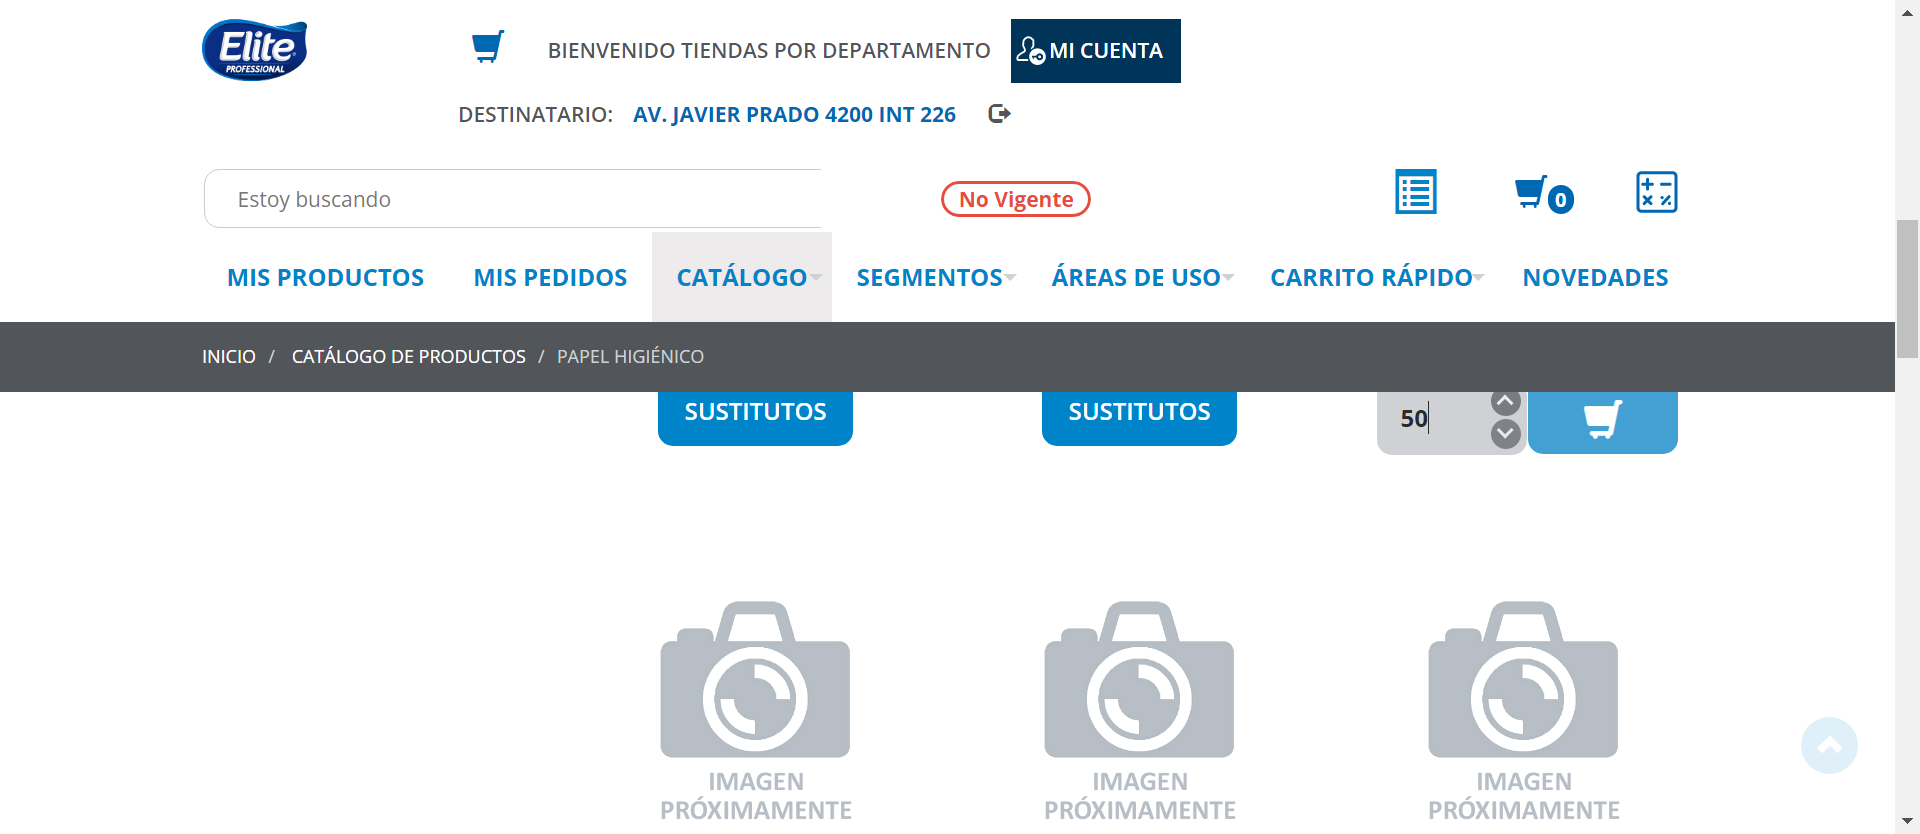 Elite
PROFESSIONAL
BIENVENIDO TIENDAS POR DEPARTAMENTO
MI CUENTA
DESTINATARIO: AV. JAVIER PRADO 4200 INT 226
Estoy buscando
No Vigente
0
MIS PRODUCTOS MIS PEDIDOS CATÁLOGO SEGMENTOS ÁREAS DE USO CARRITO RÁPIDO NOVEDADES
INICIO / CATÁLOGO DE PRODUCTOS / PAPEL HIGIÉNICO
SUSTITUTOS SUSTITUTOS 50
IMAGEN PRÓXIMAMENTE
IMAGEN PRÓXIMAMENTE
IMAGEN PRÓXIMAMENTE